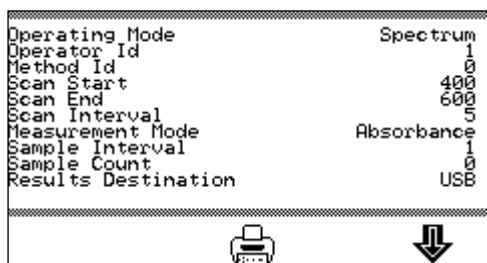 Operating Mode Spectrum
Operator Id 1
Method Id 0
Scan Start 400
Scan End 600
Scan Interval 5
Measurement Mode Absorbance
Sample Interval 1
Sample Count 0
Results Destination USB